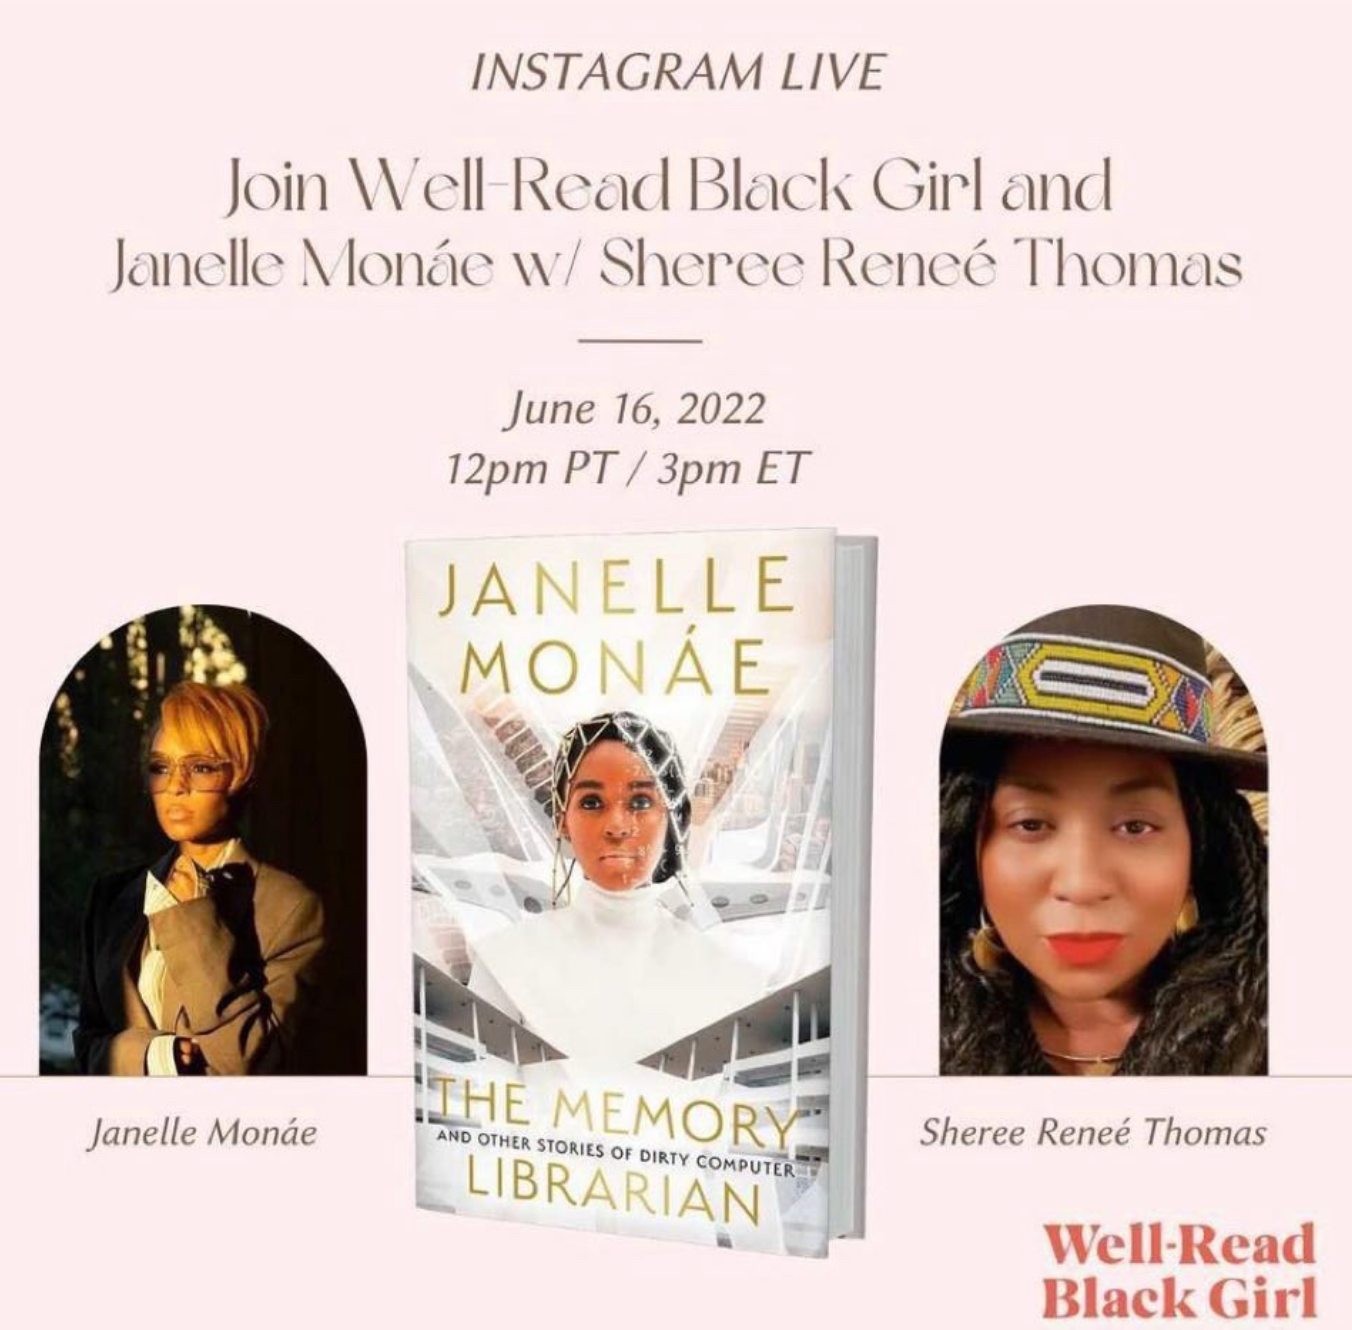 INSTAGRAM LIVE
Join Well-Read Black Girl and
Janelle Monáe w/ Sheree Reneé Thomas
June 16, 2022
12pm PT / 3pm ET
JANELLE
MONÁE
THE MEMORY
AND OTHER STORIES OF DIRTY COMPUTER
LIBRARIAN
Janelle Monáe
Sheree Reneé Thomas
Well-Read
Black Girl